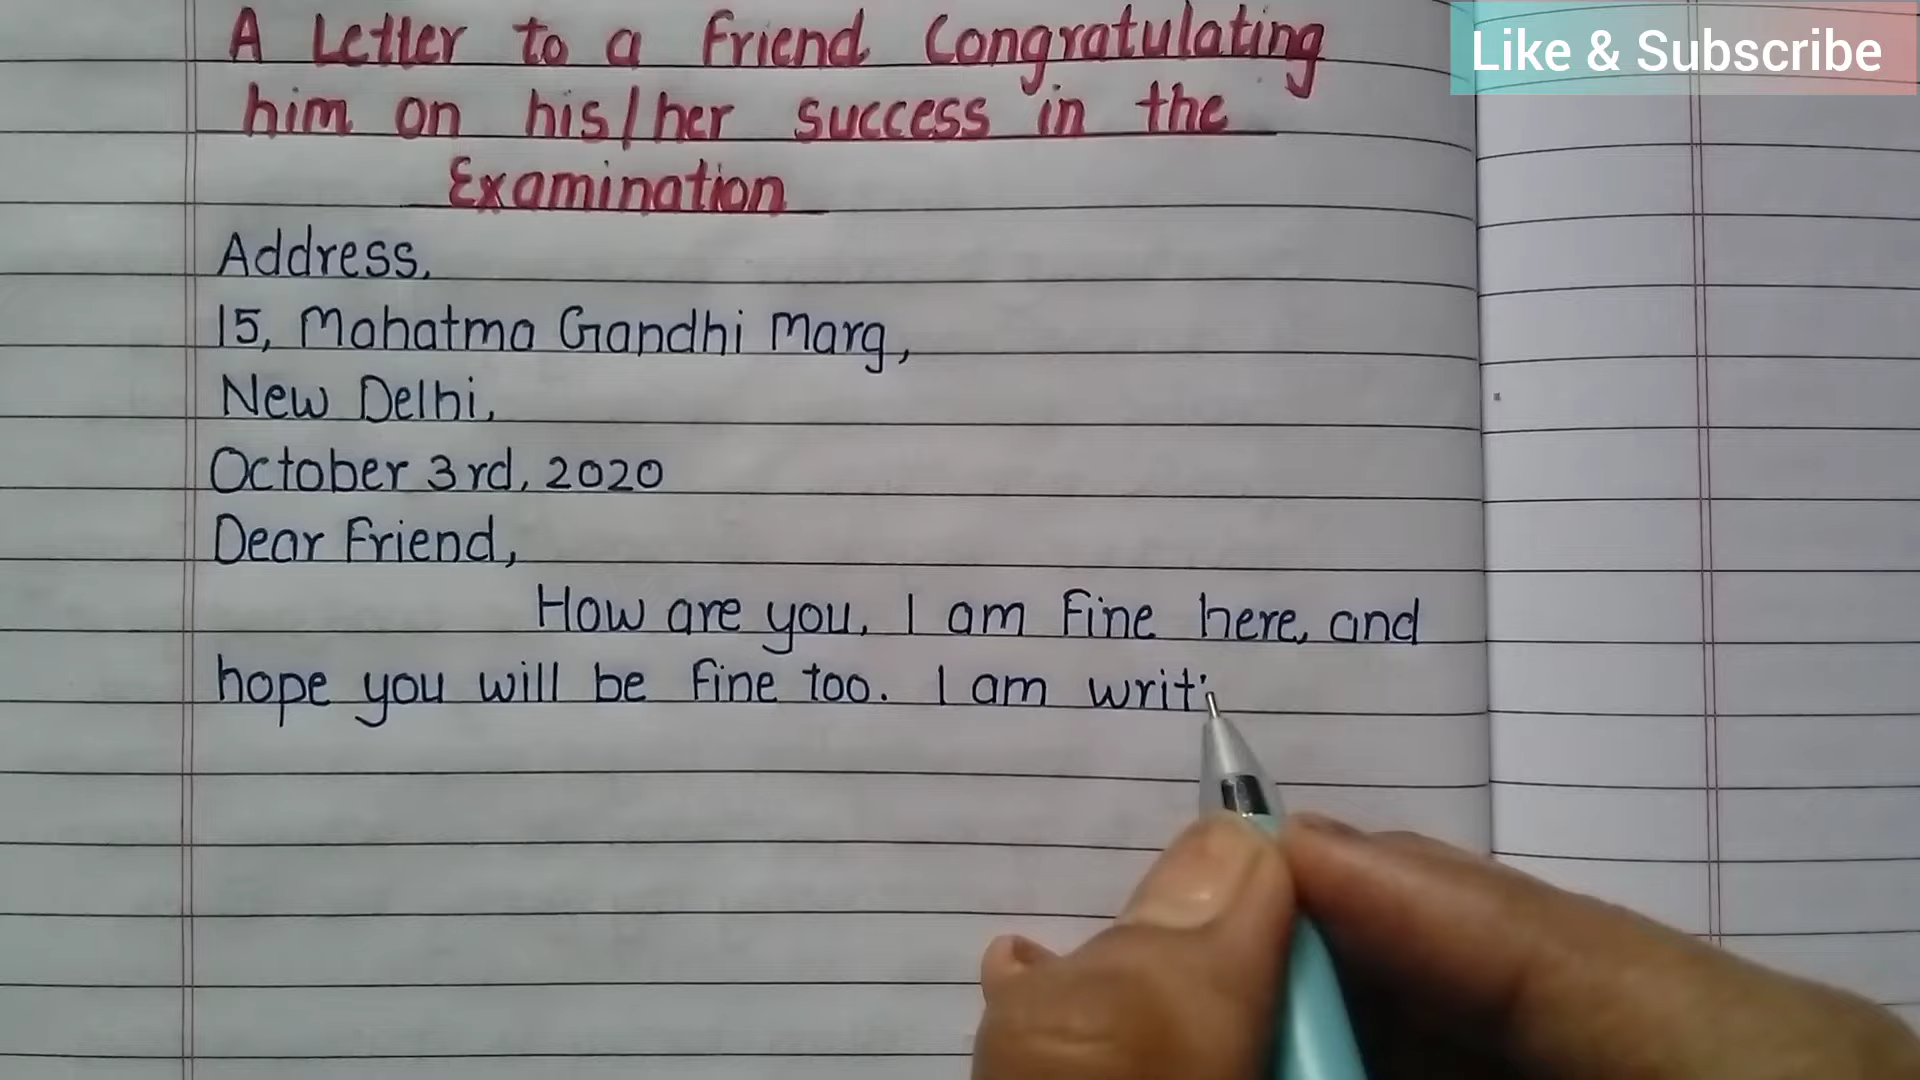 A Letter to a Friend Congratulating
him on his/her success in the
Examination
Like & Subscribe
Address,
15, Mahatma Gandhi Marg,
New Delhi,
October 3rd, 2020
Dear Friend,
How are you, I am fine here, and
hope you will be fine too. I am writi